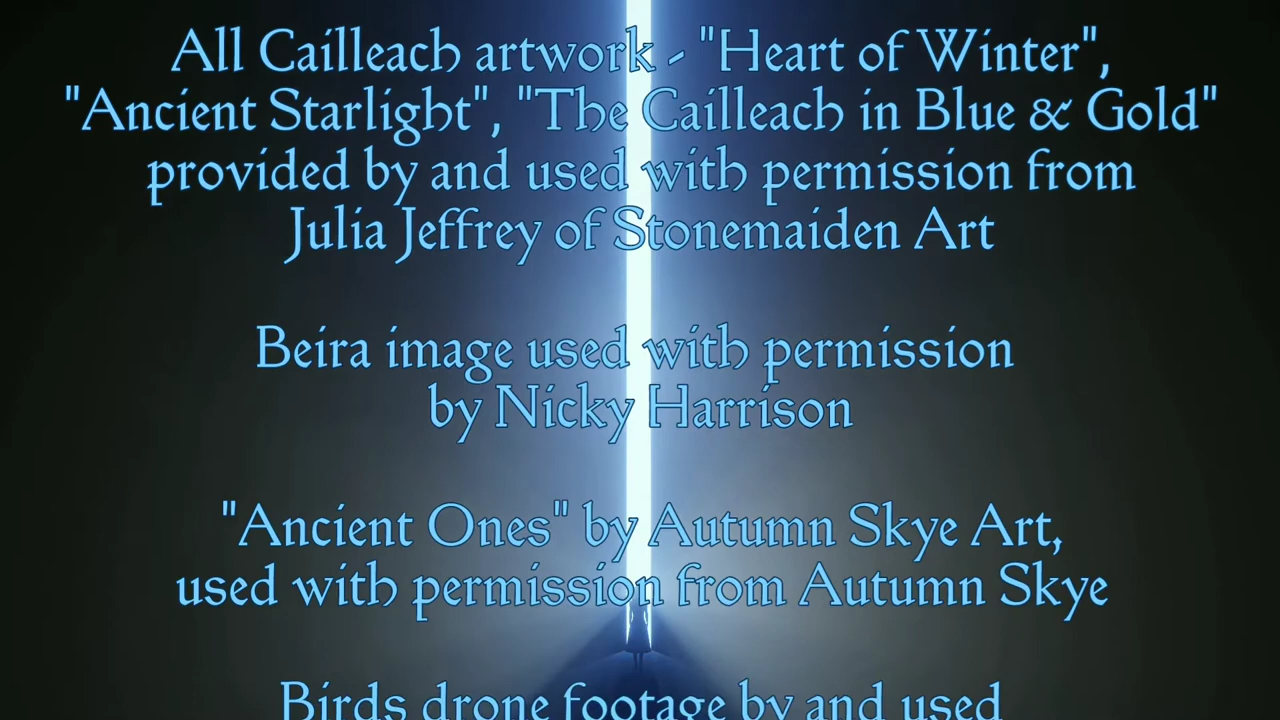 All Cailleach artwork - "Heart of Winter",
"Ancient Starlight", "The Cailleach in Blue & Gold"
provided by and used with permission from
Julia Jeffrey of Stonemaiden Art
Beira image used with permission
by Nicky Harrison
"Ancient Ones" by Autumn Skye Art,
used with permission from Autumn Skye
Birds drone footage by and used